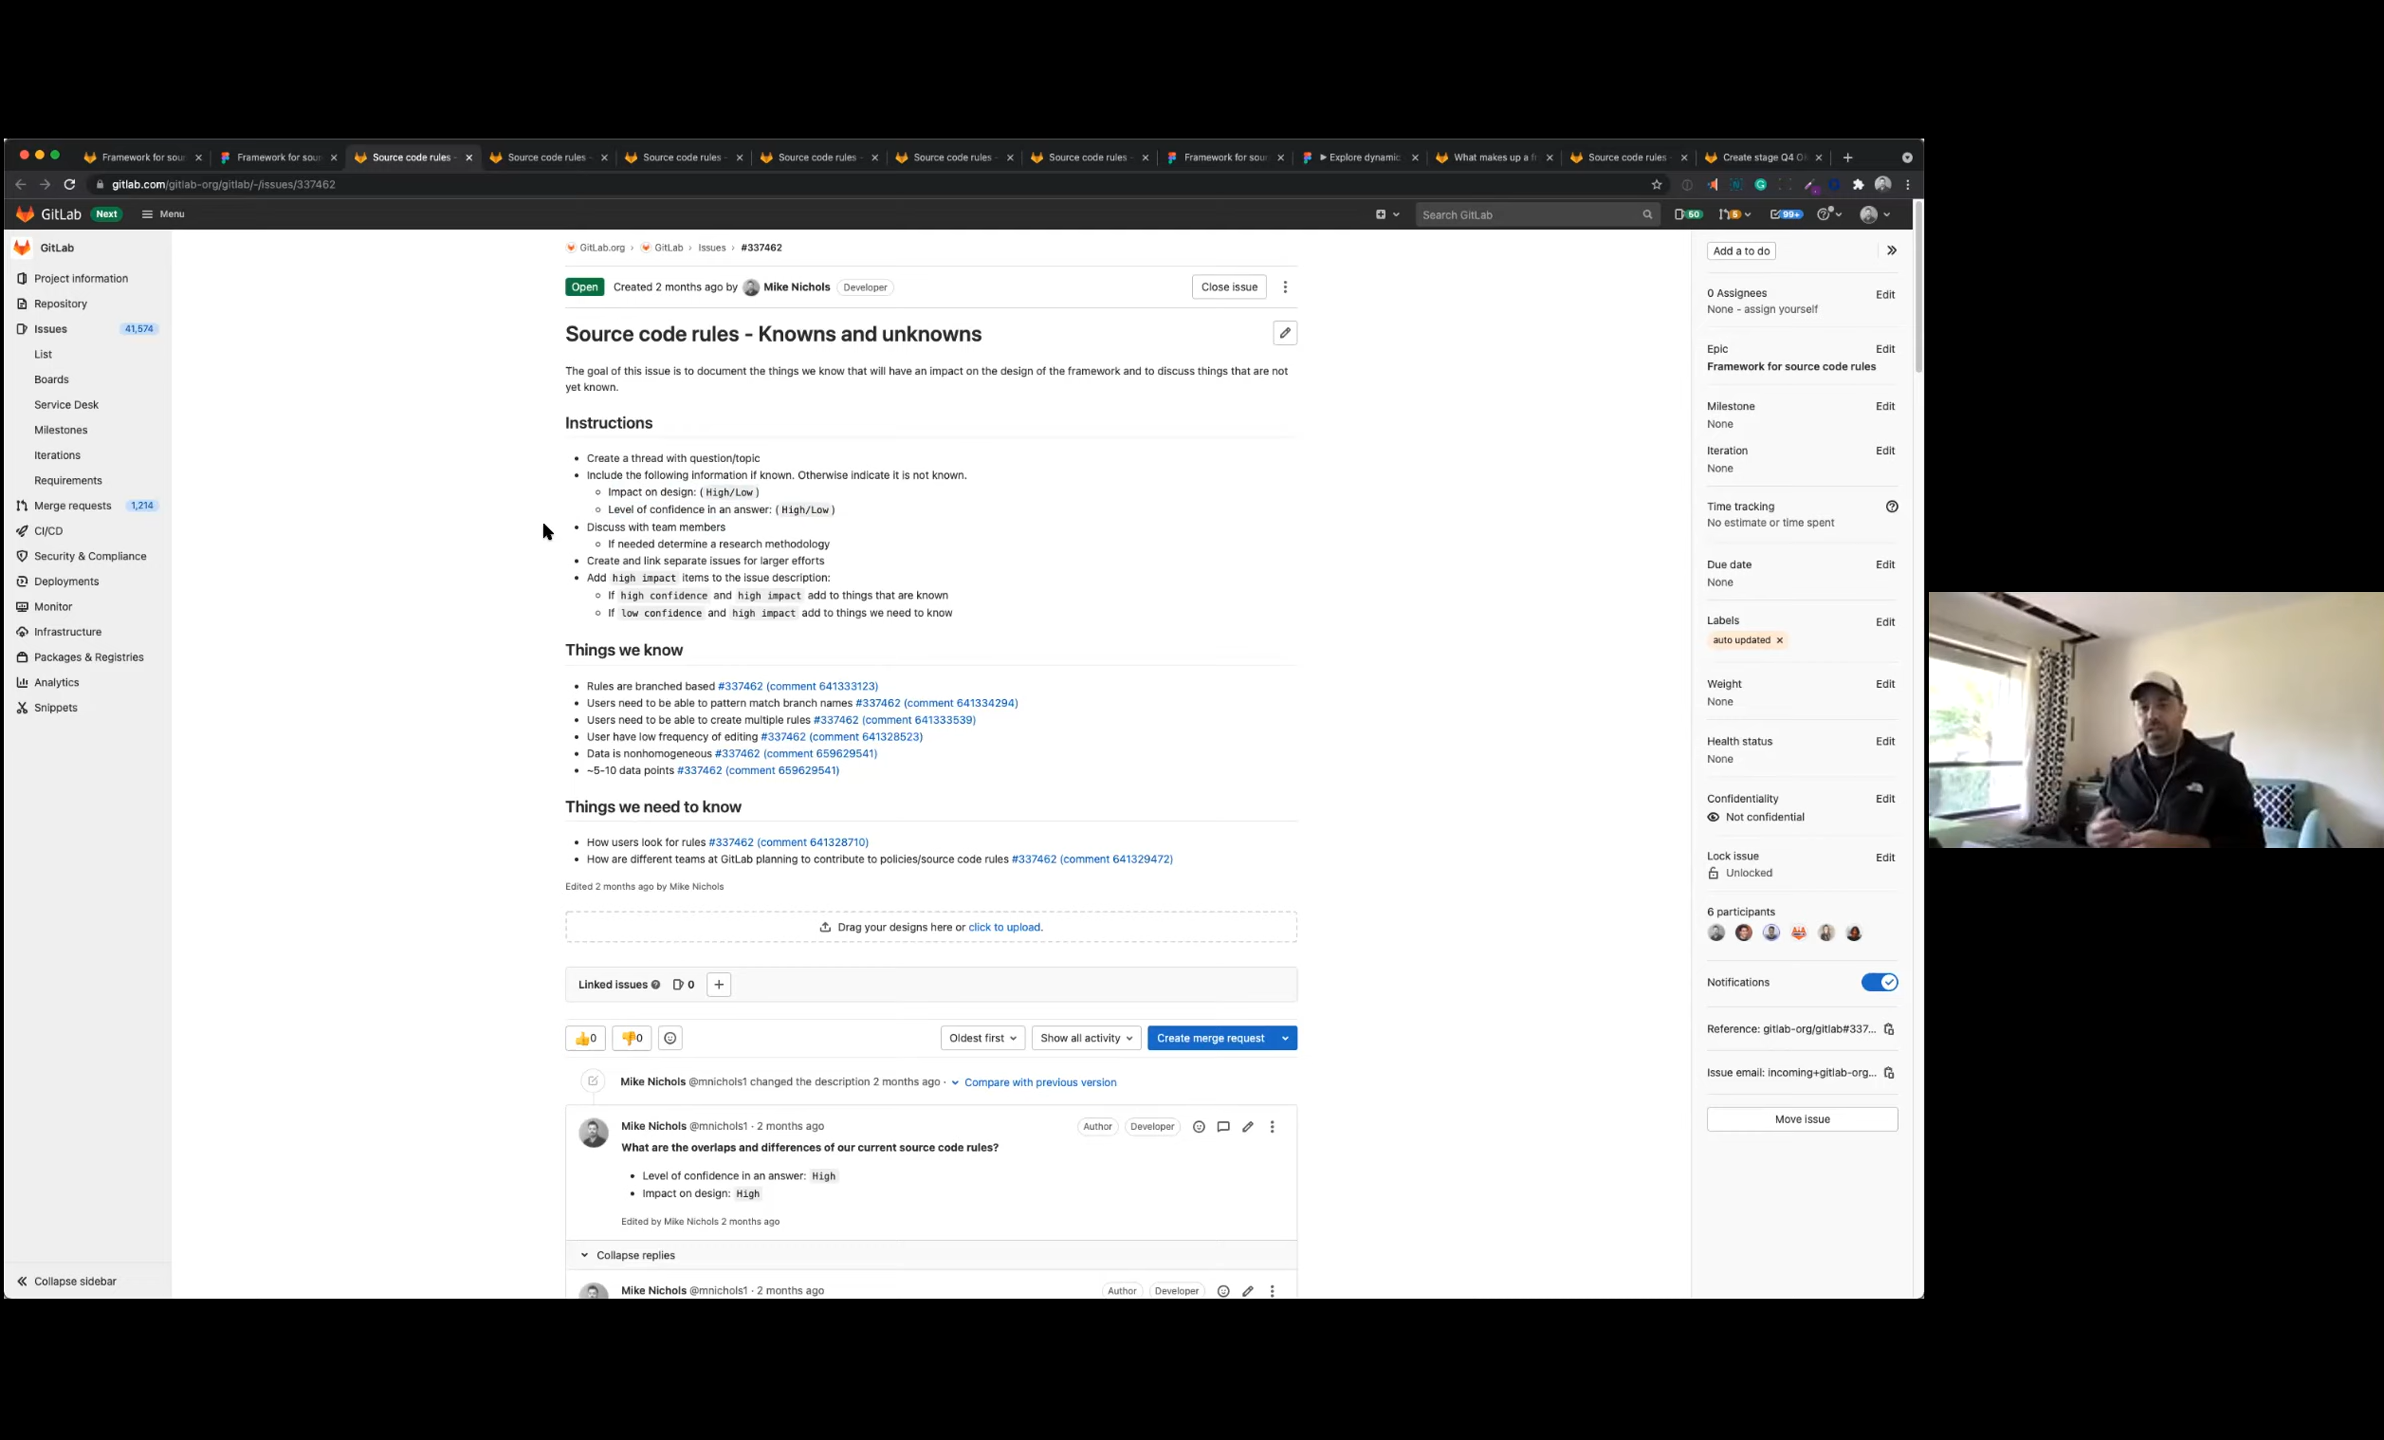 Framework for sou
Framework for sou
Source code rules -
Source code rules -
Source code rules -
Source code rules -
Source code rules -
Source code rules -
Framework for sou
Explore dynamic
What makes up a fr
Source code rules -
Create stage Q4 O
gitlab.com/gitlab-org/gitlab/-/issues/337462
GitLab Next Menu
Search GitLab
50
5
99+
GitLab
Project information
Repository
Issues 41,574
List
Boards
Service Desk
Milestones
Iterations
Requirements
Merge requests 1,214
CI/CD
Security & Compliance
Deployments
Monitor
Infrastructure
Packages & Registries
Analytics
Snippets
Collapse sidebar
GitLab.org › GitLab › Issues › #337462
Open Created 2 months ago by Mike Nichols Developer
Close issue
Source code rules - Knowns and unknowns
The goal of this issue is to document the things we know that will have an impact on the design of the framework and to discuss things that are not
yet known.
Instructions
Create a thread with question/topic
Include the following information if known. Otherwise indicate it is not known.
Impact on design: (High/Low)
Level of confidence in an answer: (High/Low)
Discuss with team members
If needed determine a research methodology
Create and link separate issues for larger efforts
Add high impact items to the issue description:
If high confidence and high impact add to things that are known
If low confidence and high impact add to things we need to know
Things we know
Rules are branched based #337462 (comment 641333123)
Users need to be able to pattern match branch names #337462 (comment 641334294)
Users need to be able to create multiple rules #337462 (comment 641333539)
User have low frequency of editing #337462 (comment 641328523)
Data is nonhomogeneous #337462 (comment 659629541)
~5-10 data points #337462 (comment 659629541)
Things we need to know
How users look for rules #337462 (comment 641328710)
How are different teams at GitLab planning to contribute to policies/source code rules #337462 (comment 641329472)
Edited 2 months ago by Mike Nichols
Drag your designs here or click to upload.
Linked issues 0
0
0
Oldest first
Show all activity
Create merge request
Mike Nichols @mnichols1 changed the description 2 months ago · Compare with previous version
Mike Nichols @mnichols1 · 2 months ago
Author Developer
What are the overlaps and differences of our current source code rules?
Level of confidence in an answer: High
Impact on design: High
Edited by Mike Nichols 2 months ago
Collapse replies
Mike Nichols @mnichols1 · 2 months ago
Author Developer
Add a to do
0 Assignees Edit
None - assign yourself
Epic Edit
Framework for source code rules
Milestone Edit
None
Iteration Edit
None
Time tracking
No estimate or time spent
Due date Edit
None
Labels Edit
auto updated
Weight Edit
None
Health status Edit
None
Confidentiality Edit
Not confidential
Lock issue Edit
Unlocked
6 participants
Notifications
Reference: gitlab-org/gitlab#337...
Issue email: incoming+gitlab-org...
Move issue